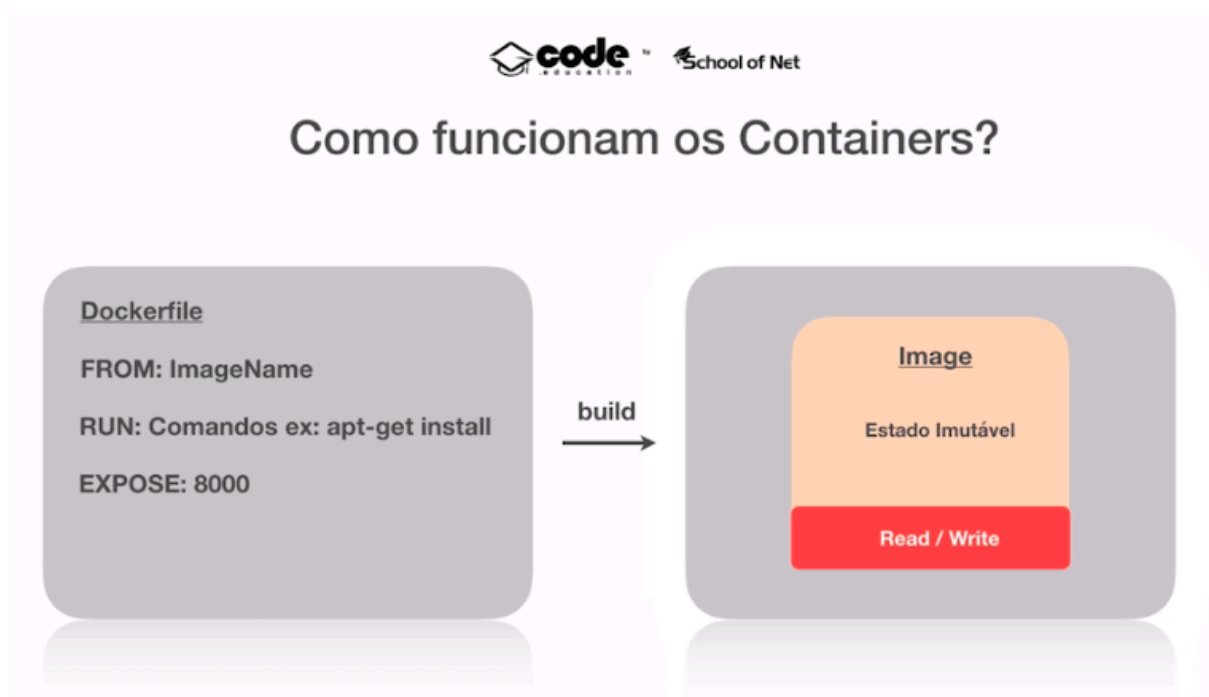 code
.education
by
School of Net
Como funcionam os Containers?
Dockerfile
FROM: ImageName
RUN: Comandos ex: apt-get install
EXPOSE: 8000
build
Image
Estado Imutável
Read / Write